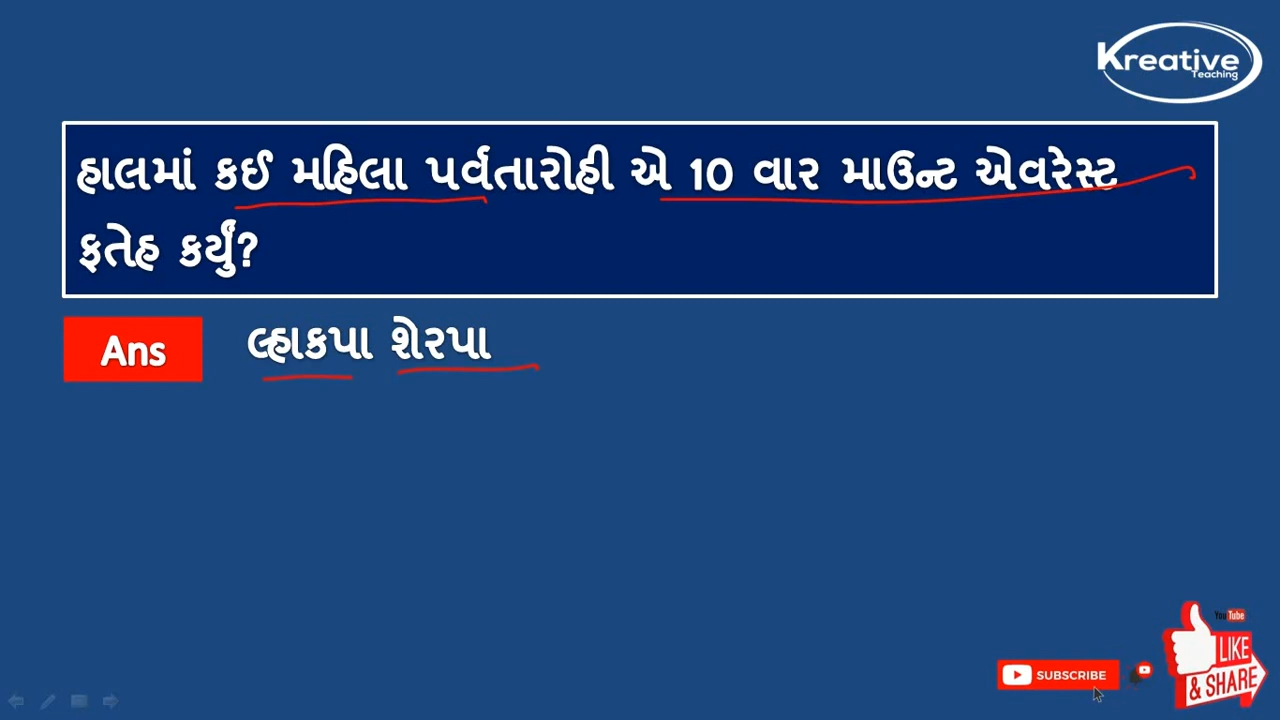 Kreative
Teaching
હાલમાં કઈ મહિલા પર્વતારોહી એ 10 વાર માઉન્ટ એવરેસ્ટ
ફતેહ કર્યું?
Ans લ્હાકપા શેરપા
YouTube
LIKE
& SHARE
SUBSCRIBE